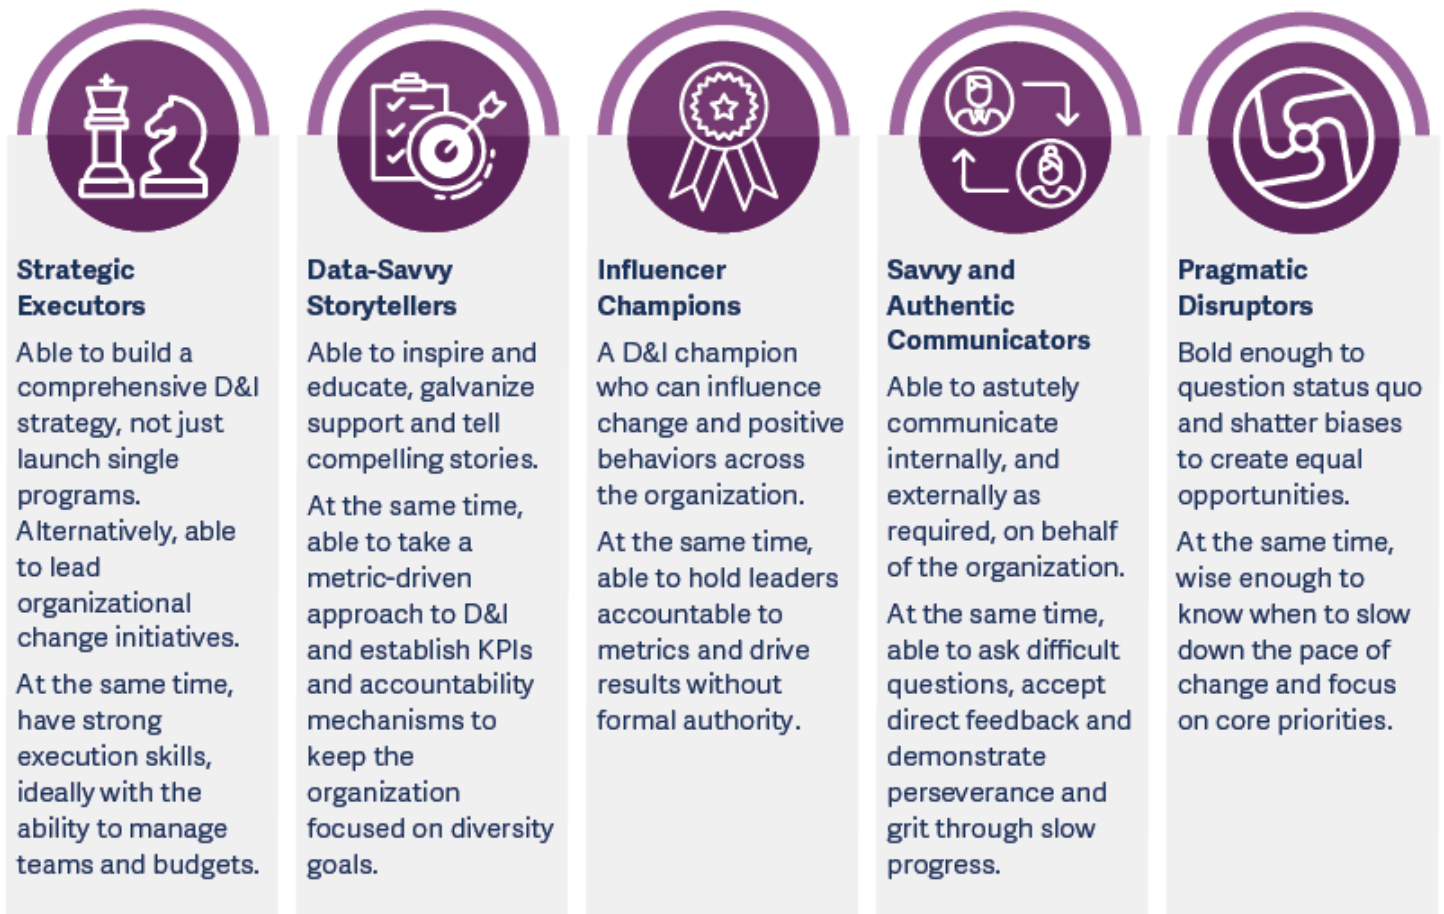 Strategic
Executors
Able to build a
comprehensive D&I
strategy, not just
launch single
programs.
Alternatively, able
to lead
organizational
change initiatives.
At the same time,
have strong
execution skills,
ideally with the
ability to manage
teams and budgets.
Data-Savvy
Storytellers
Able to inspire and
educate, galvanize
support and tell
compelling stories.
At the same time,
able to take a
metric-driven
approach to D&I
and establish KPIs
and accountability
mechanisms to
keep the
organization
focused on diversity
goals.
Influencer
Champions
A D&I champion
who can influence
change and positive
behaviors across
the organization.
At the same time,
able to hold leaders
accountable to
metrics and drive
results without
formal authority.
Savvy and
Authentic
Communicators
Able to astutely
communicate
internally, and
externally as
required, on behalf
of the organization.
At the same time,
able to ask difficult
questions, accept
direct feedback and
demonstrate
perseverance and
grit through slow
progress.
Pragmatic
Disruptors
Bold enough to
question status quo
and shatter biases
to create equal
opportunities.
At the same time,
wise enough to
know when to slow
down the pace of
change and focus
on core priorities.